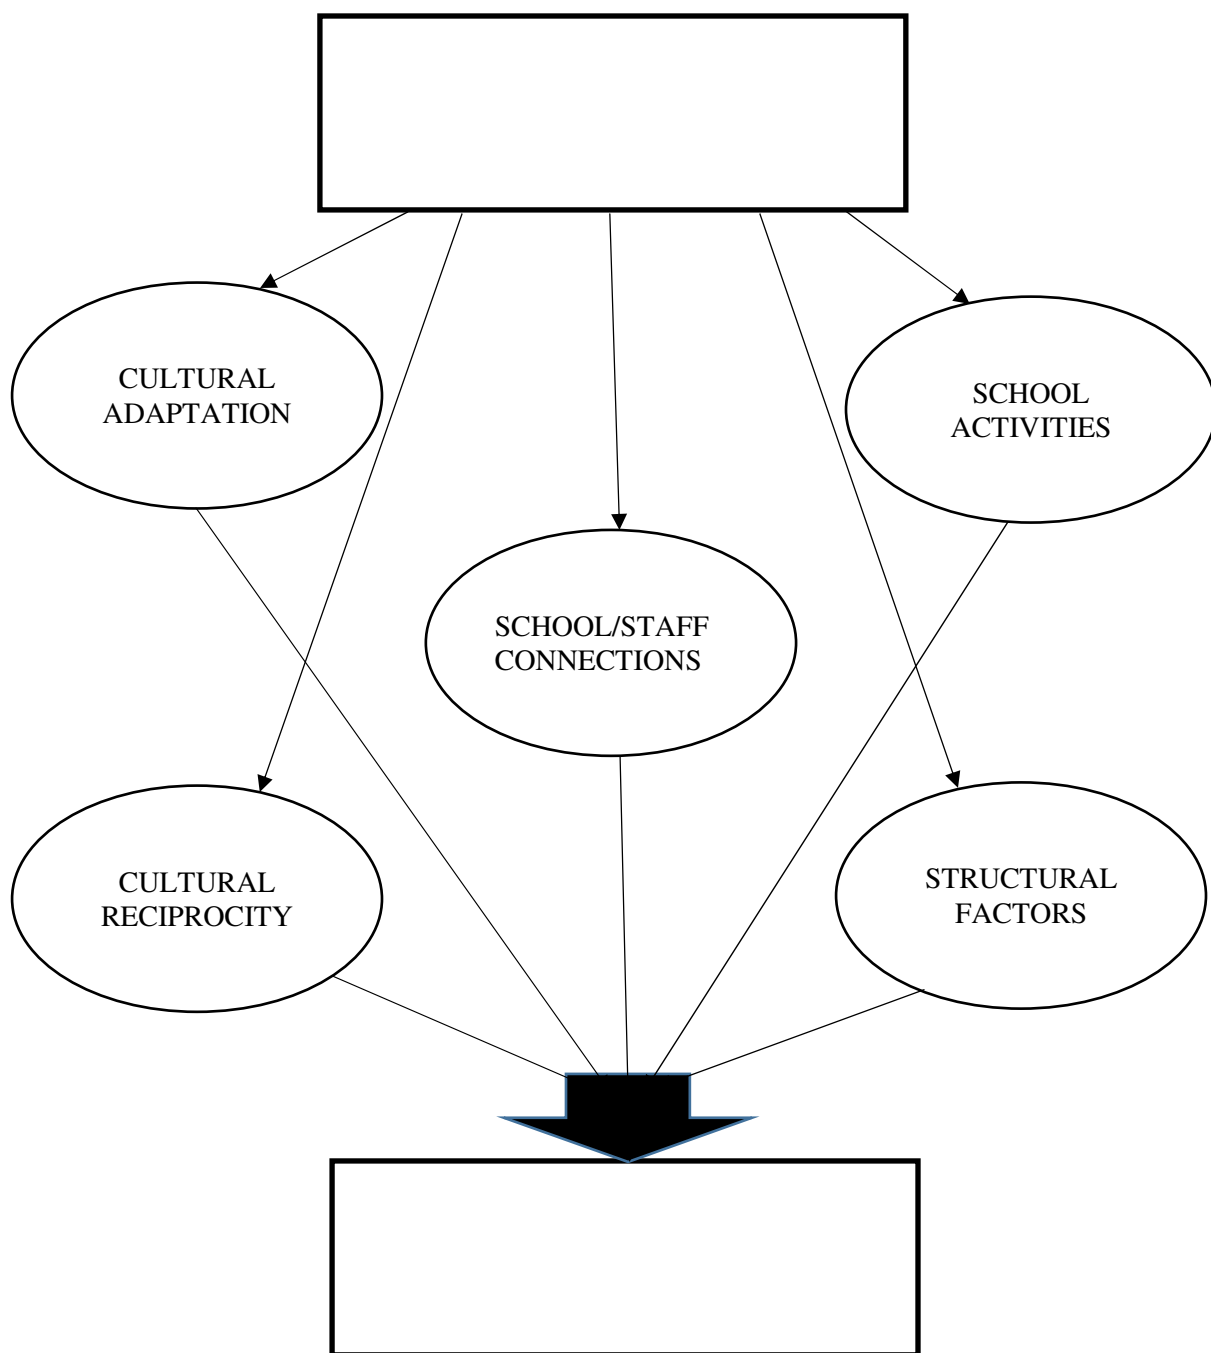 CULTURAL
ADAPTATION
SCHOOL
ACTIVITIES
SCHOOL/STAFF
CONNECTIONS
CULTURAL
RECIPROCITY
STRUCTURAL
FACTORS